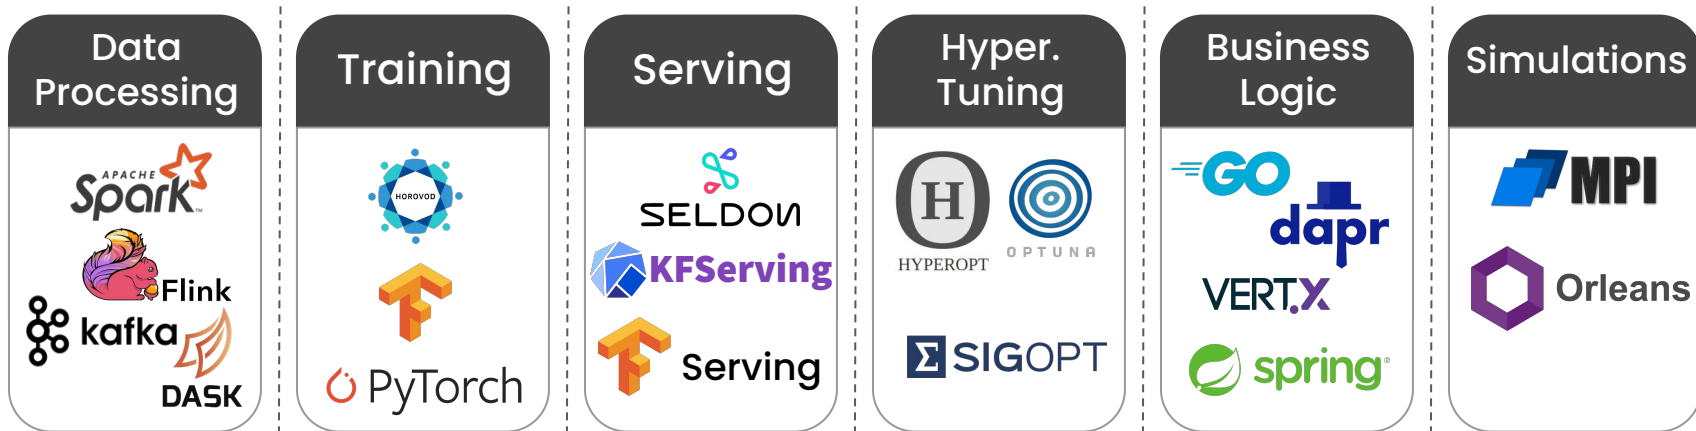 Data
Processing
APACHE
Spark™
Flink
kafka
DASK
Training
HOROVOD
PyTorch
Serving
SELDON
KFServing
Serving
Hyper.
Tuning
H
HYPEROPT
OPTUNA
Σ SIGOPT
Business
Logic
GO
dapr
VERT.X
spring®
Simulations
MPI
Orleans